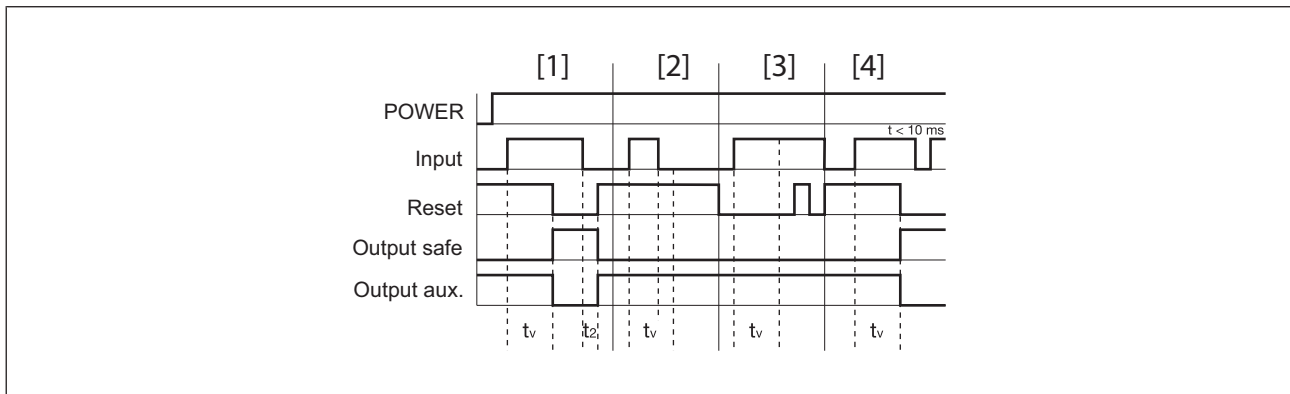 [1] [2] [3] [4]
POWER
t < 10 ms
Input
Reset
Output safe
Output aux.
tv t2 tv tv tv